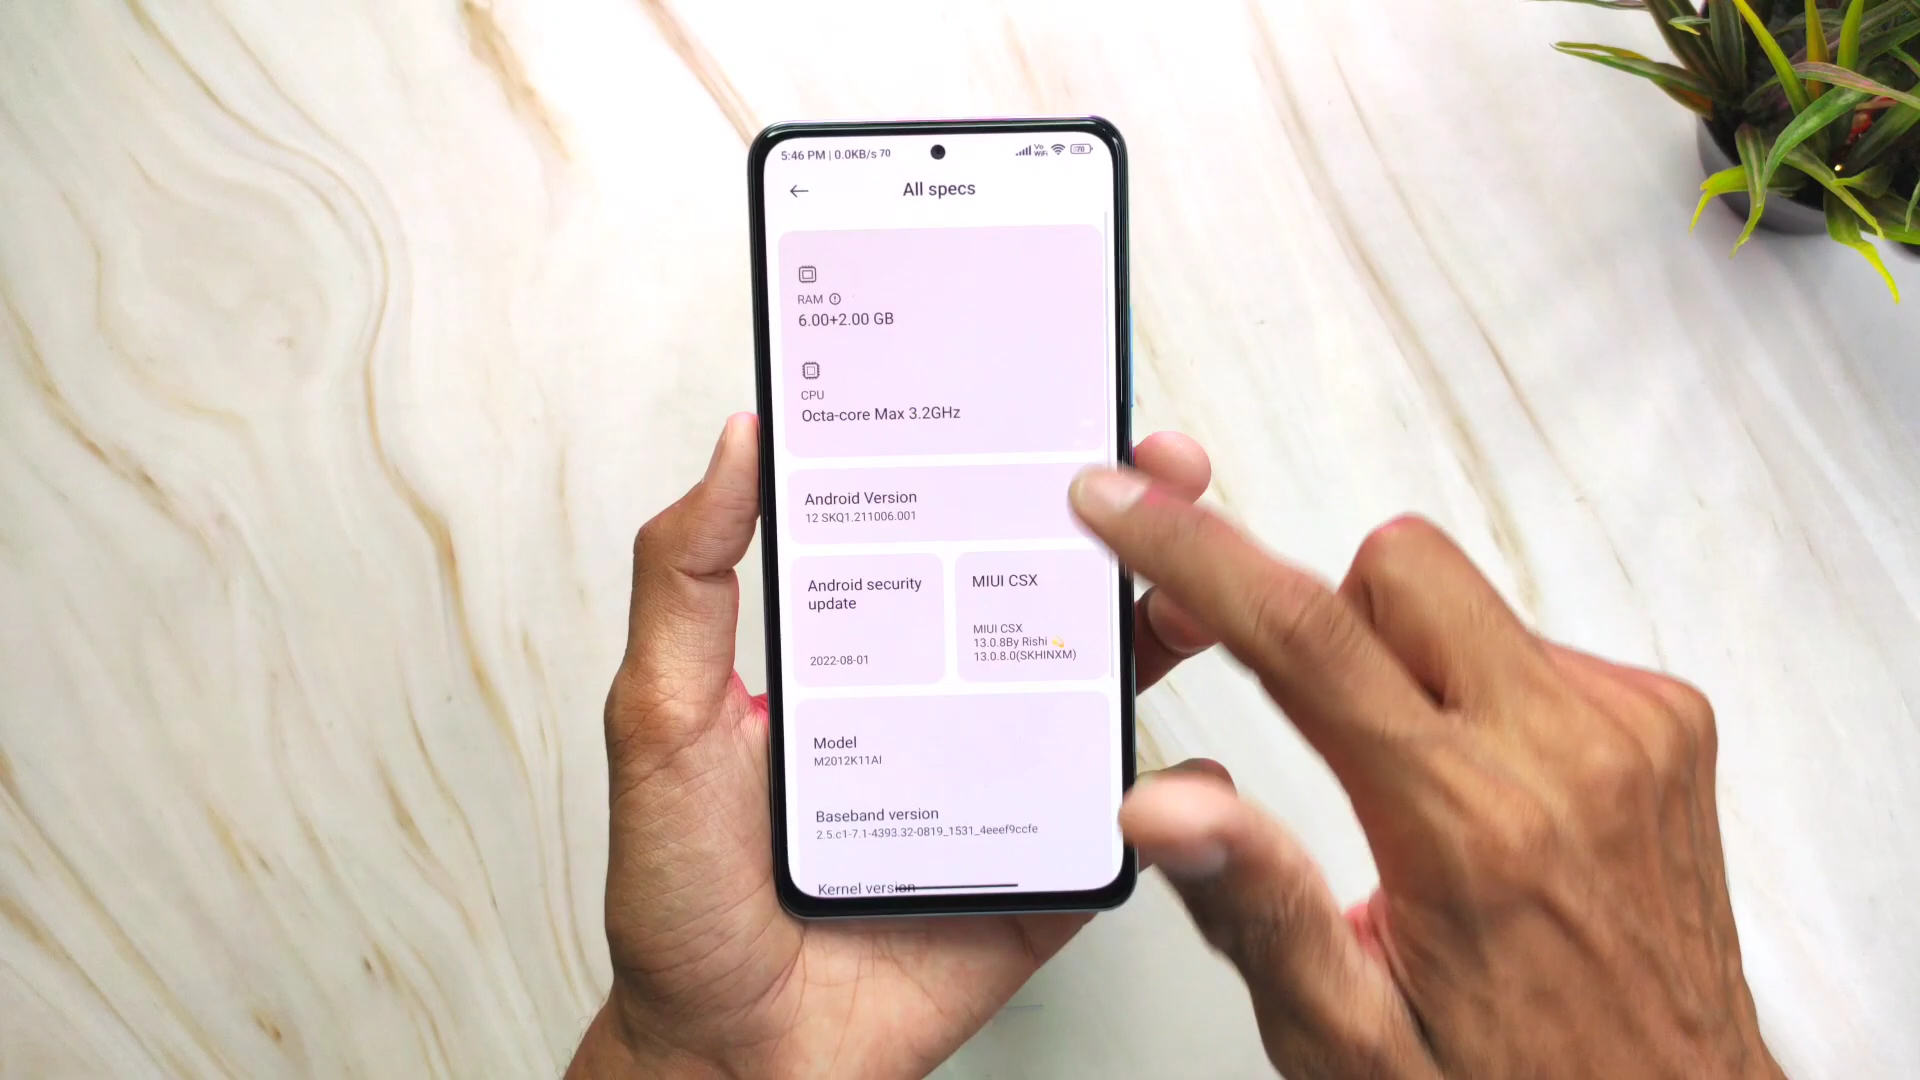 5:46 PM | 0.0KB/s 70
Vo
WiFi
70
All specs
RAM
6.00+2.00 GB
CPU
Octa-core Max 3.2GHz
Android Version
12 SKQ1.211006.001
Android security
update
2022-08-01
MIUI CSX
MIUI CSX
13.0.8By Rishi 💫
13.0.8.0(SKHINXM)
Model
M2012K11AI
Baseband version
2.5.c1-7.1-4393.32-0819_1531_4eeef9ccfe
Kernel version